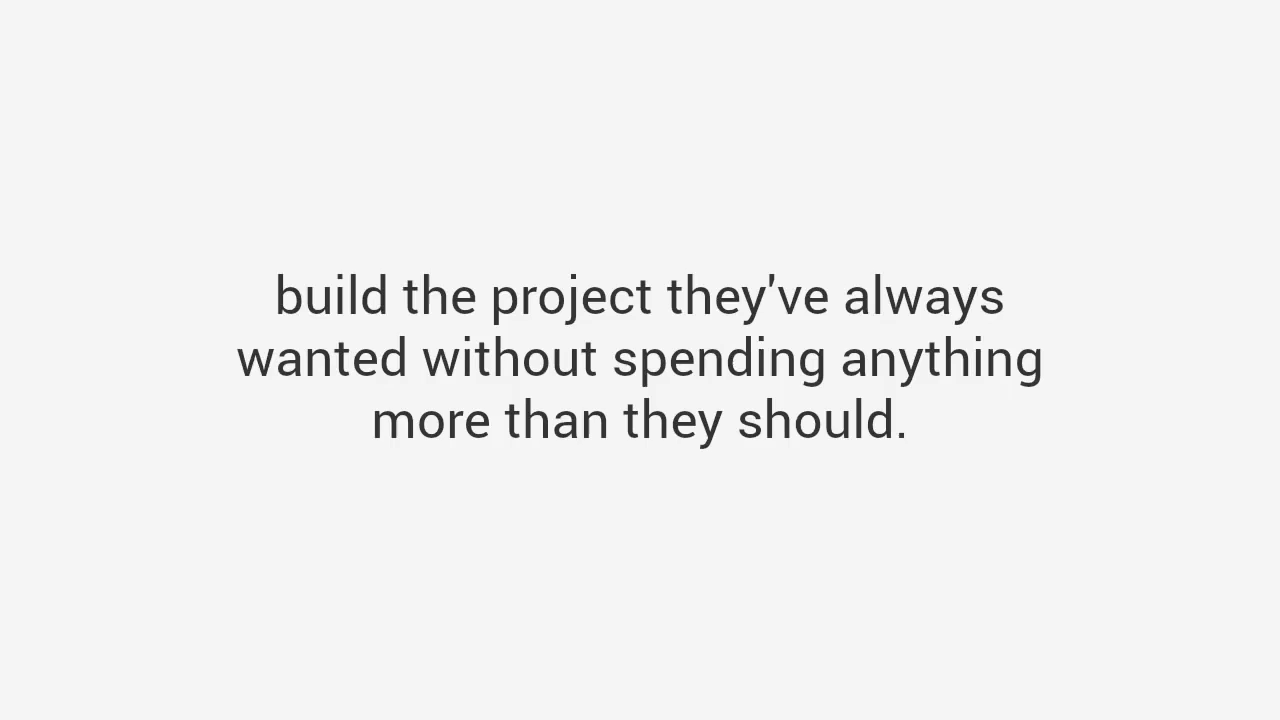 build the project they've always
wanted without spending anything
more than they should.